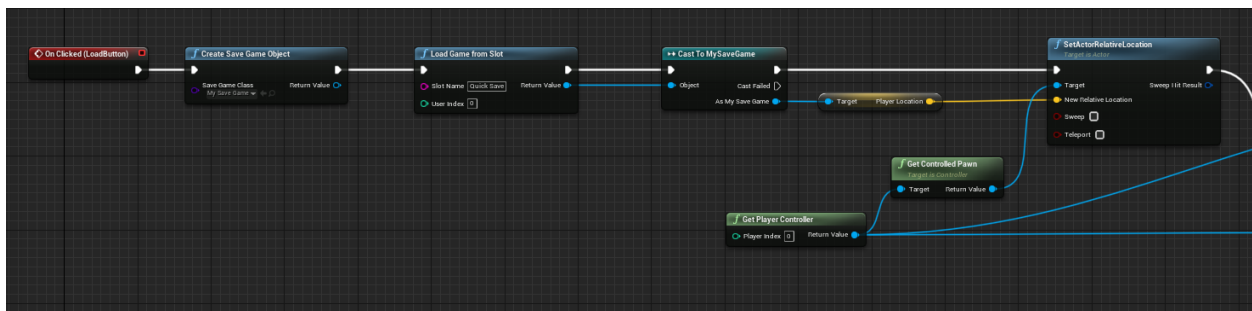 On Clicked (LoadButton)
Create Save Game Object
Save Game Class
My Save Game
Return Value
Load Game from Slot
Slot Name
Quick Save
User Index
0
Return Value
Cast To MySaveGame
Object
Cast Failed
As My Save Game
Target
Player Location
SetActorRelativeLocation
Target is Actor
Target
New Relative Location
Sweep
Teleport
Sweep Hit Result
Get Controlled Pawn
Target is Controller
Target
Return Value
Get Player Controller
Player Index
0
Return Value